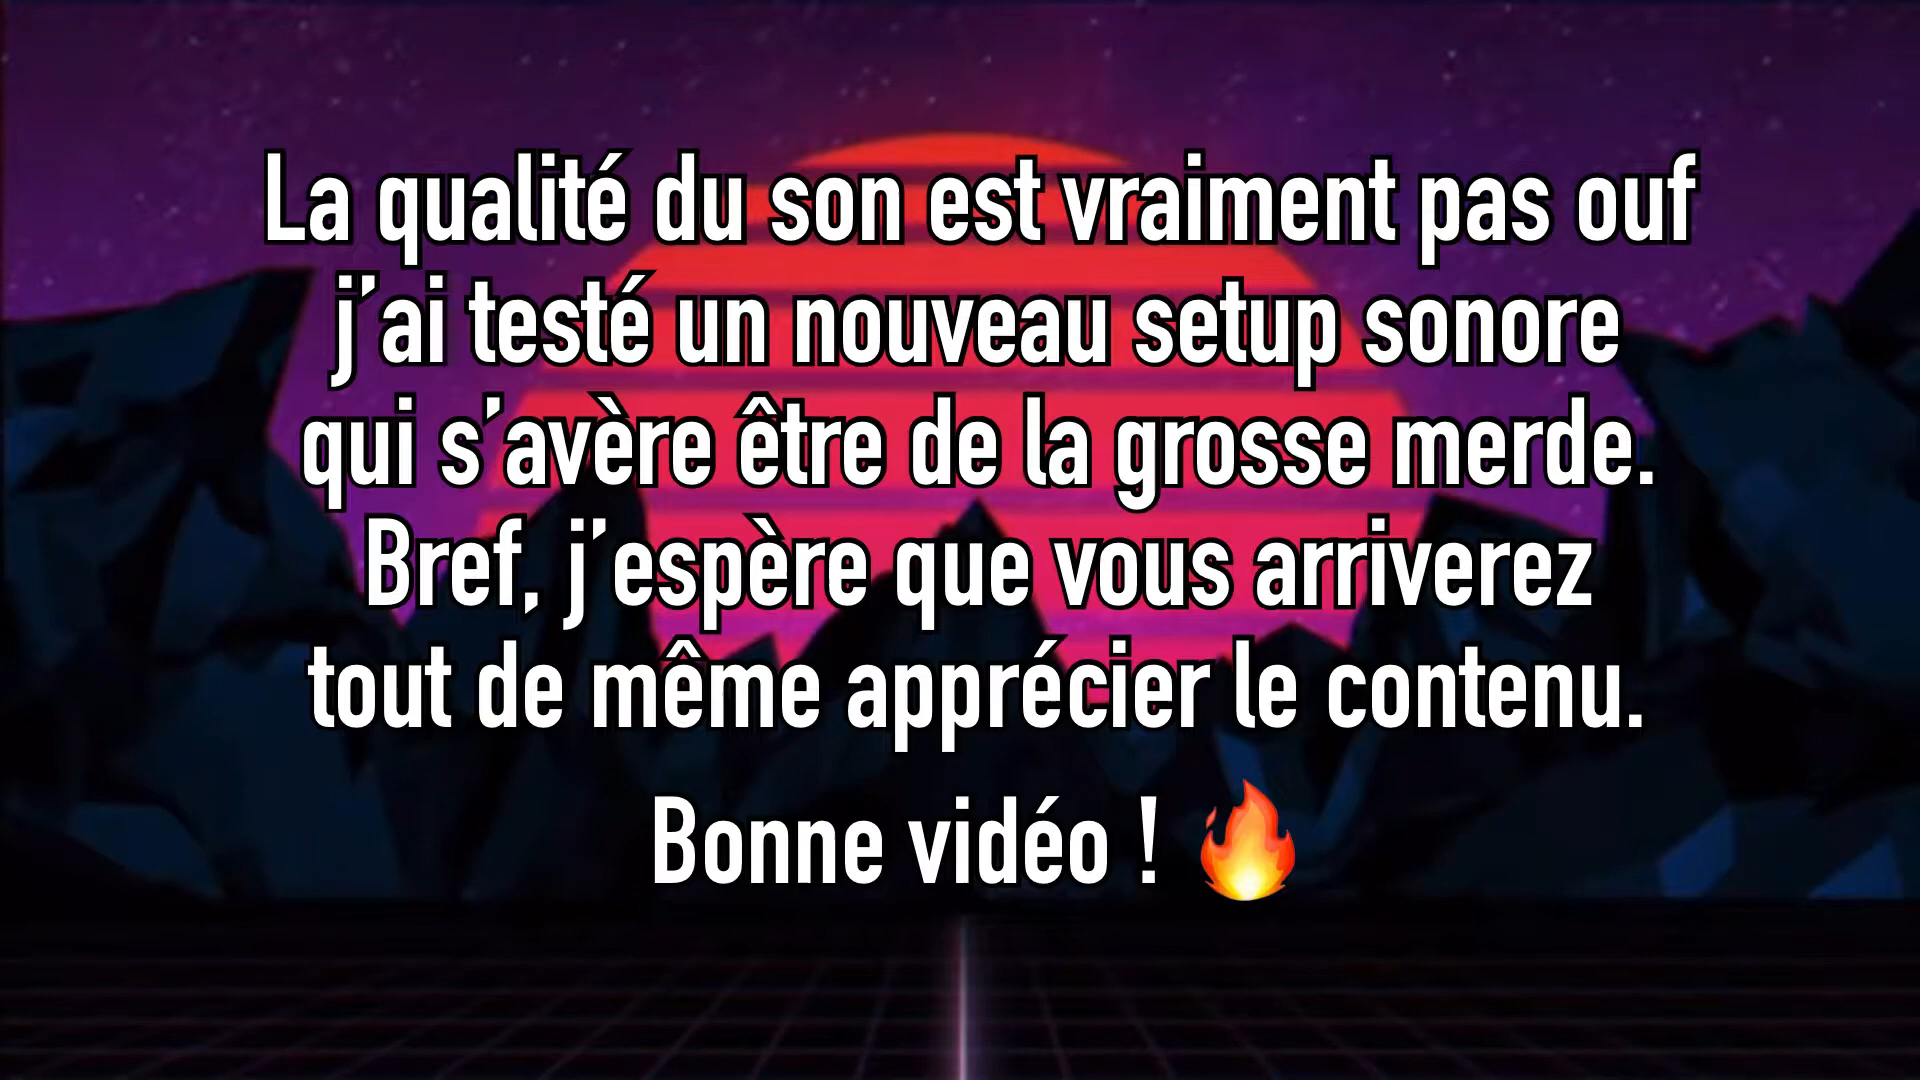 La qualité du son est vraiment pas ouf
j’ai testé un nouveau setup sonore
qui s’avère être de la grosse merde.
Bref, j’espère que vous arriverez
tout de même apprécier le contenu.
Bonne vidéo ! 🔥